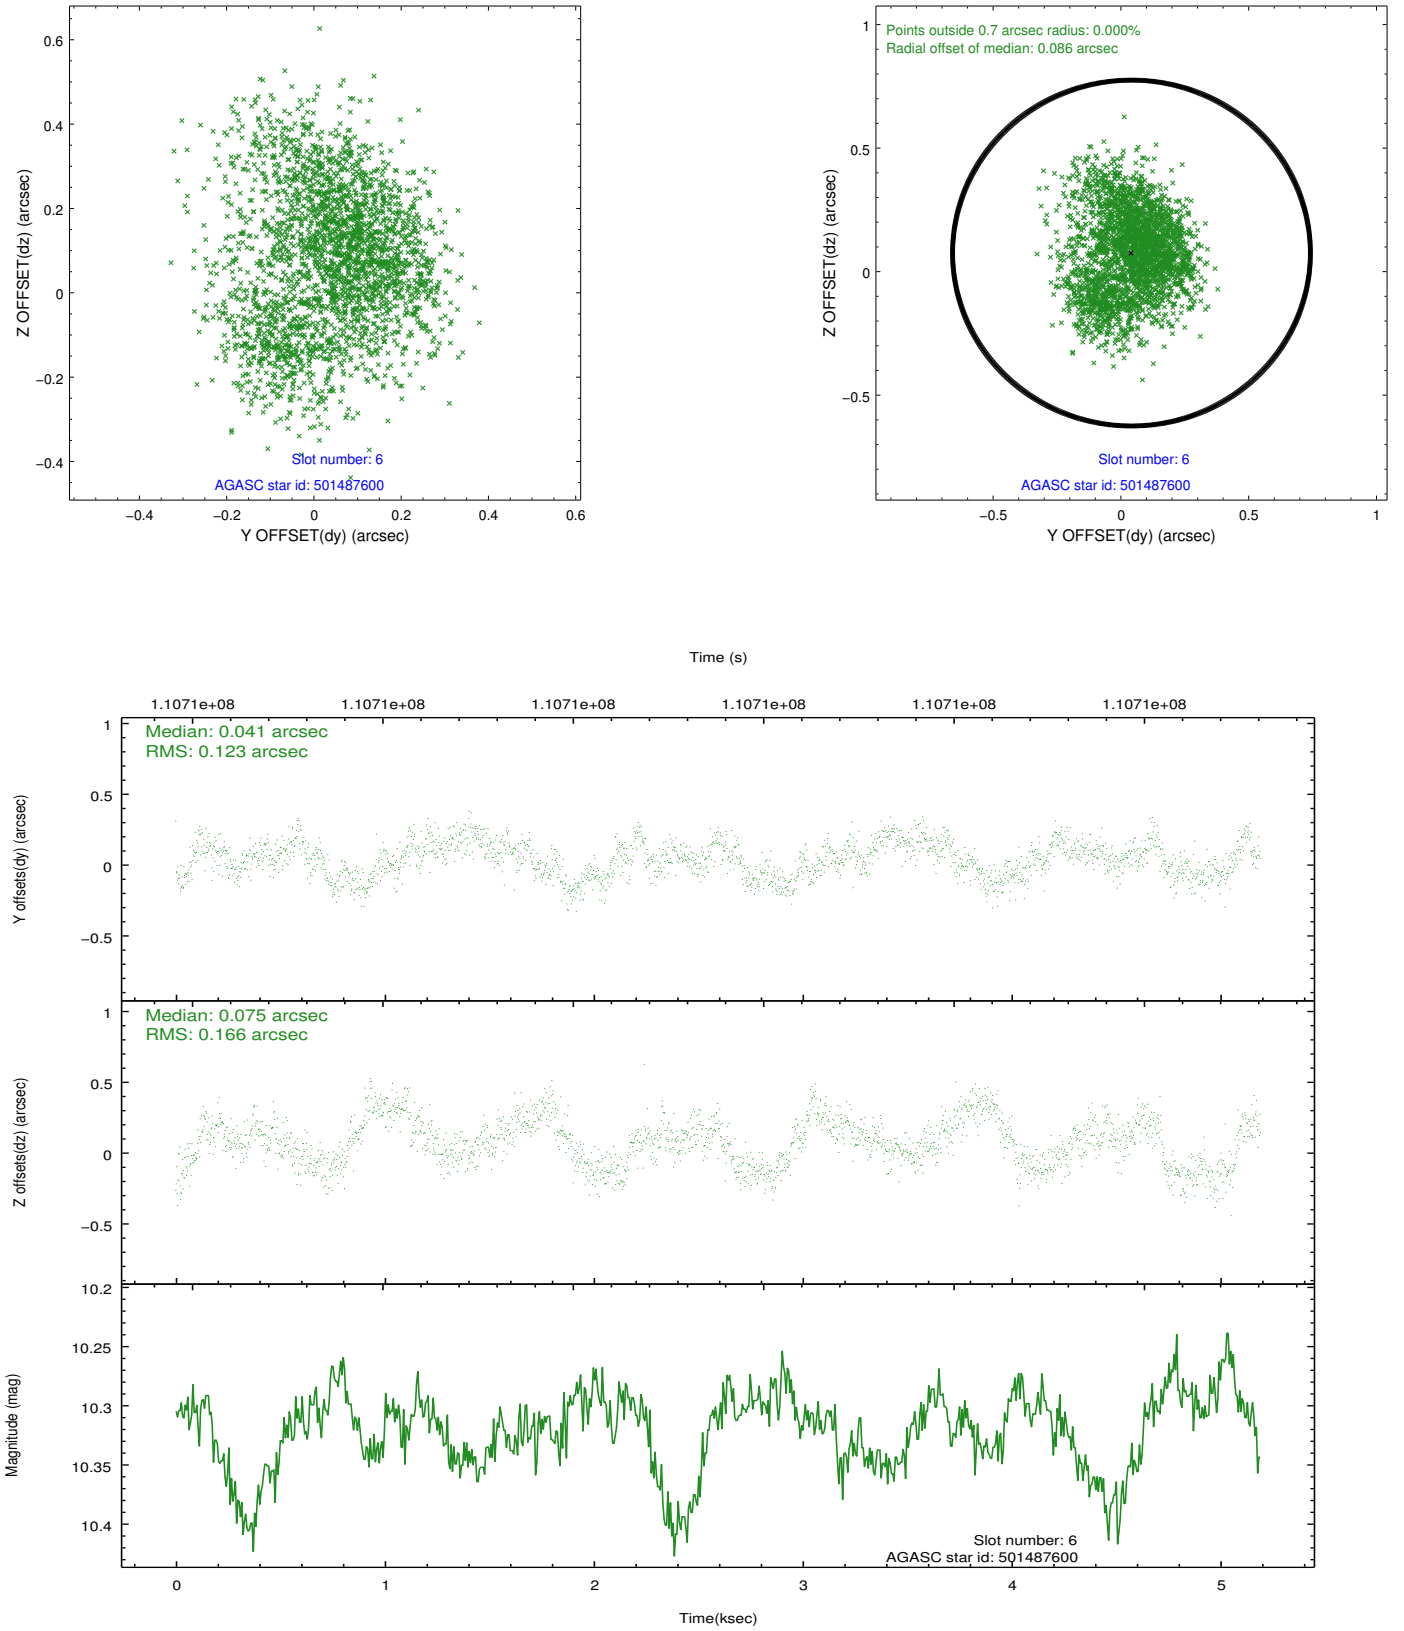 0.6
0.4
0.2
0
−0.2
−0.4
Z OFFSET(dz) (arcsec)
Slot number: 6
AGASC star id: 501487600
−0.4 −0.2 0 0.2 0.4 0.6
Y OFFSET(dy) (arcsec)
Points outside 0.7 arcsec radius: 0.000%
Radial offset of median: 0.086 arcsec
1
0.5
0
−0.5
Z OFFSET(dz) (arcsec)
Slot number: 6
AGASC star id: 501487600
−0.5 0 0.5 1
Y OFFSET(dy) (arcsec)
Time (s)
1.1071e+08 1.1071e+08 1.1071e+08 1.1071e+08 1.1071e+08 1.1071e+08
Median: 0.041 arcsec
RMS: 0.123 arcsec
1
0.5
0
−0.5
Y offsets(dy) (arcsec)
Median: 0.075 arcsec
RMS: 0.166 arcsec
1
0.5
0
−0.5
Z offsets(dz) (arcsec)
10.2
10.25
10.3
10.35
10.4
Magnitude (mag)
Slot number: 6
AGASC star id: 501487600
0 1 2 3 4 5
Time(ksec)